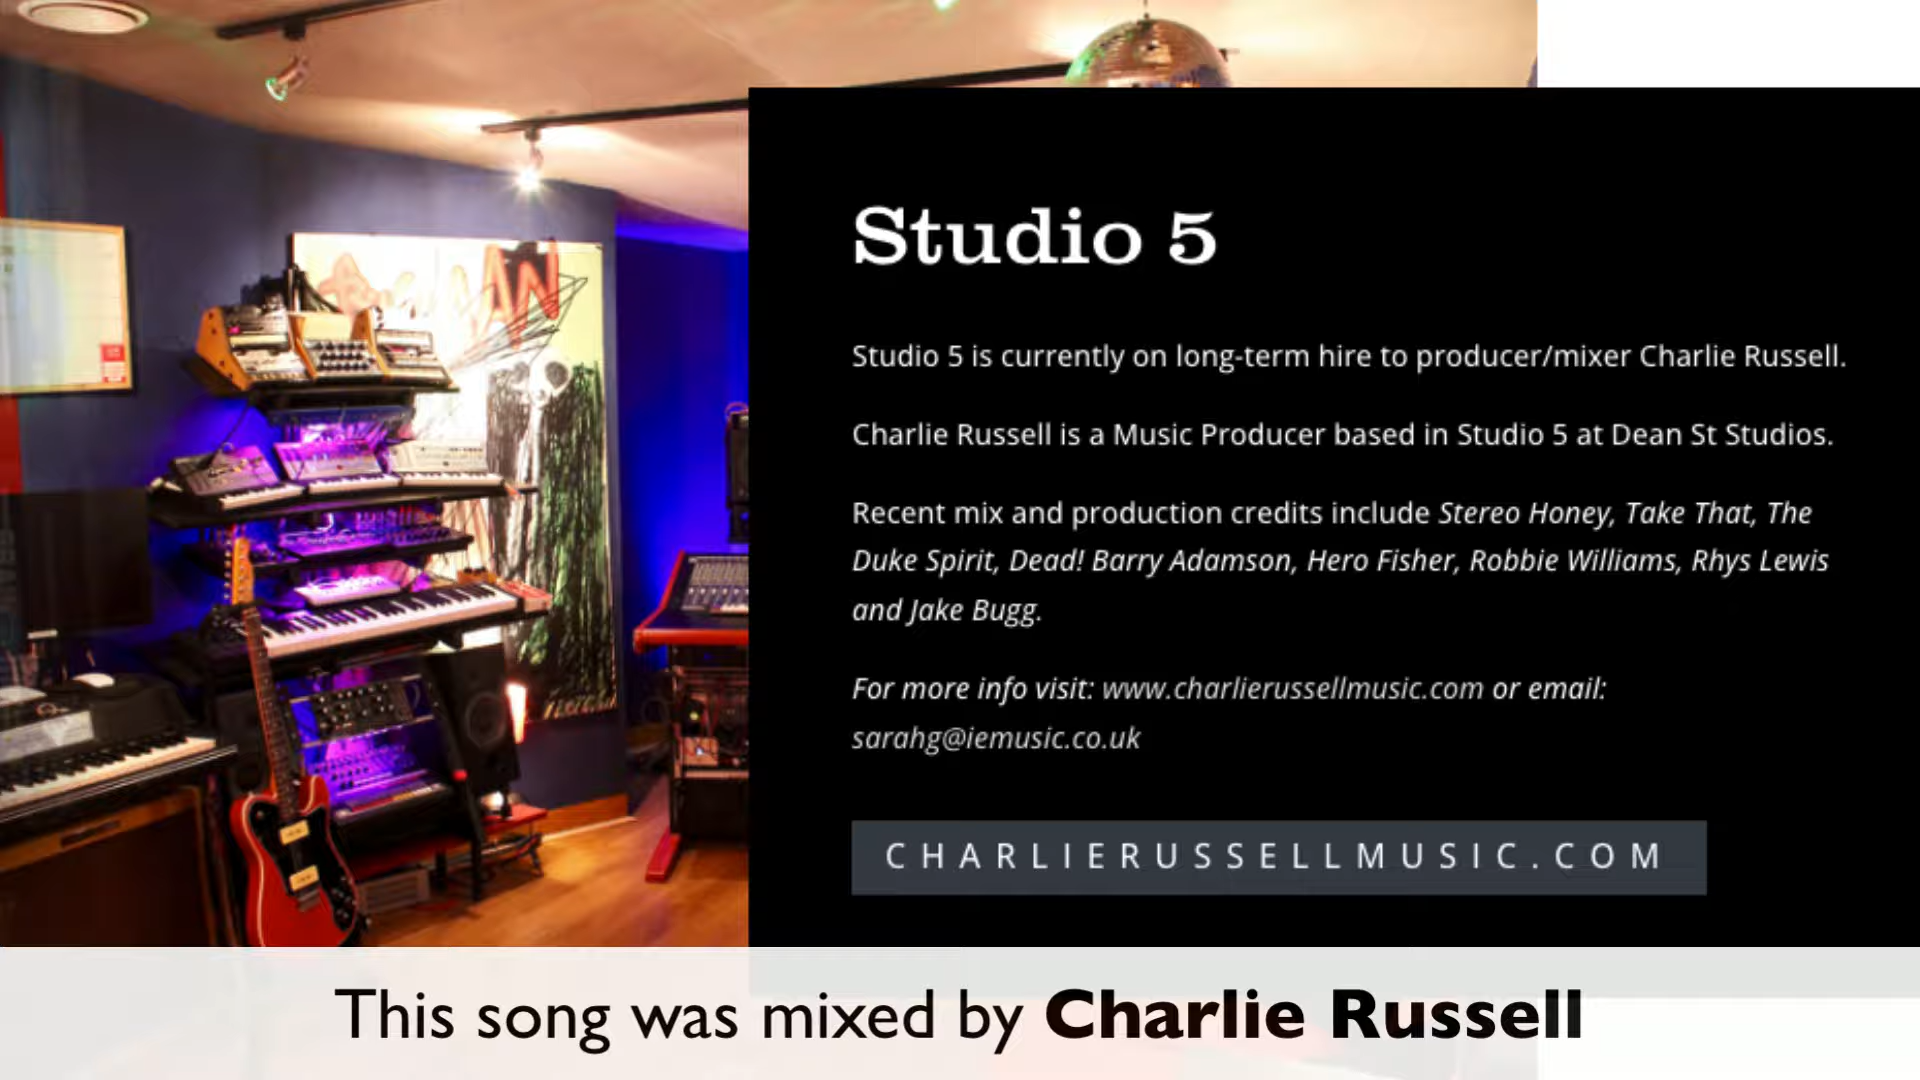 Studio 5
Studio 5 is currently on long-term hire to producer/mixer Charlie Russell.
Charlie Russell is a Music Producer based in Studio 5 at Dean St Studios.
Recent mix and production credits include Stereo Honey, Take That, The
Duke Spirit, Dead! Barry Adamson, Hero Fisher, Robbie Williams, Rhys Lewis
and Jake Bugg.
For more info visit: www.charlierussellmusic.com or email:
sarahg@iemusic.co.uk
CHARLIERUSSELLMUSIC.COM
This song was mixed by Charlie Russell